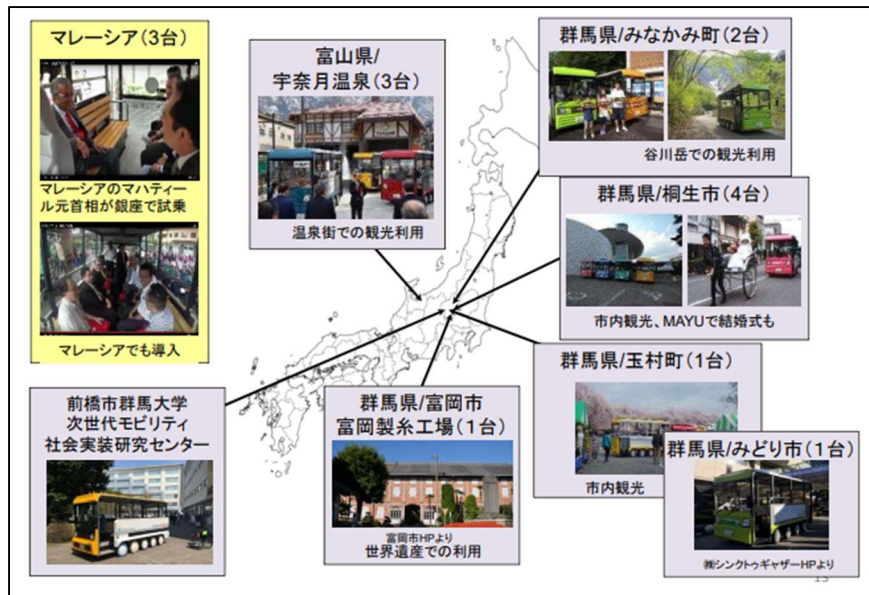 マレーシア(3台)
マレーシアのマハティー
ル元首相が銀座で試乗
マレーシアでも導入
富山県/
宇奈月温泉(3台)
温泉街での観光利用
群馬県/みなかみ町(2台)
谷川岳での観光利用
群馬県/桐生市(4台)
市内観光、MAYUで結婚式も
群馬県/玉村町(1台)
市内観光
群馬県/みどり市(1台)
㈱シンクトゥギャザーHPより
前橋市群馬大学
次世代モビリティ
社会実装研究センター
群馬県/富岡市
富岡製糸工場(1台)
富岡市HPより
世界遺産での利用